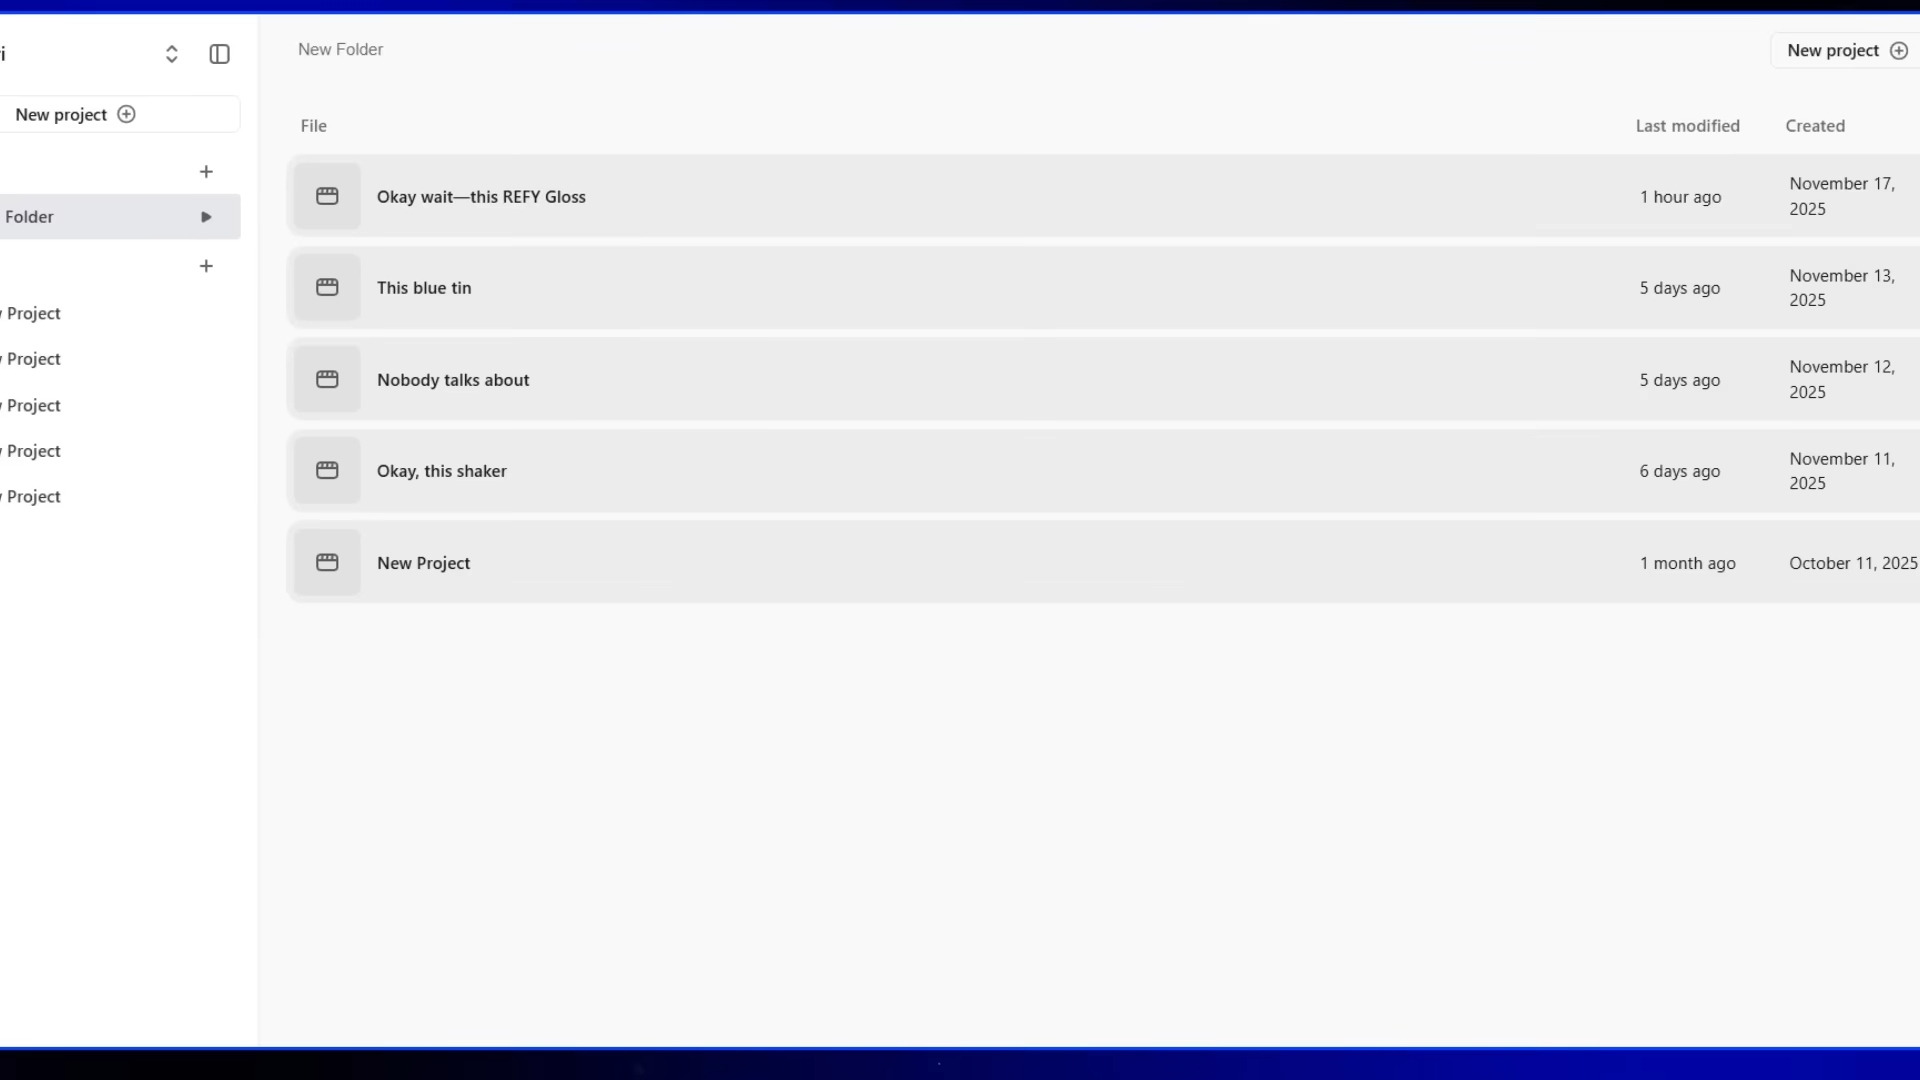 i
New project
Folder
Project
Project
Project
Project
Project
New Folder
New project
File Last modified Created
Okay wait—this REFY Gloss 1 hour ago November 17,
2025
This blue tin 5 days ago November 13,
2025
Nobody talks about 5 days ago November 12,
2025
Okay, this shaker 6 days ago November 11,
2025
New Project 1 month ago October 11, 2025